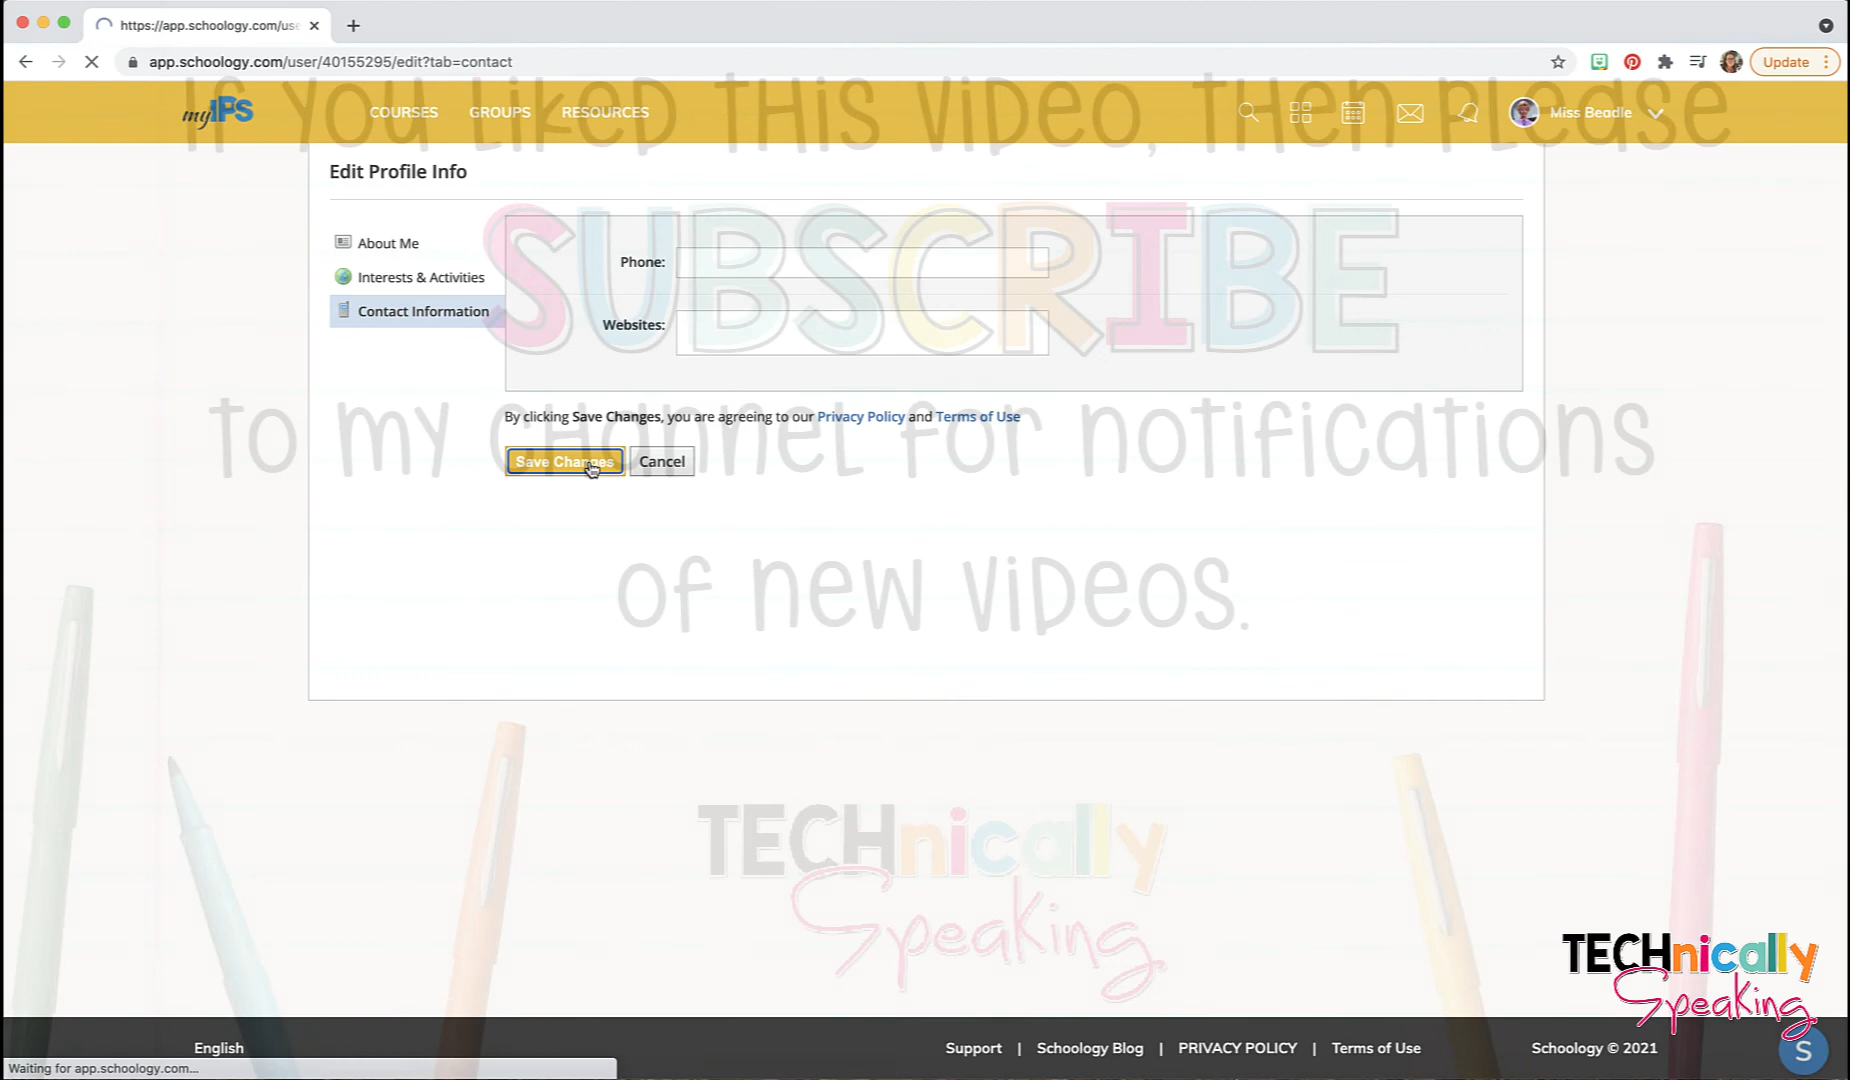 https://app.schoology.com/use
app.schoology.com/user/40155295/edit?tab=contact
Update
If you liked this video, then please
myIPS
COURSES GROUPS RESOURCES
Miss Beadle
Edit Profile Info
About Me
Interests & Activities
Contact Information
SUBSCRIBE
Phone:
Websites:
to my channel for notifications
By clicking Save Changes, you are agreeing to our Privacy Policy and Terms of Use
Save Changes Cancel
of new videos.
TECHnically
Speaking
TECHnically
Speaking
English
Support | Schoology Blog | PRIVACY POLICY | Terms of Use
Schoology © 2021
S
Waiting for app.schoology.com...